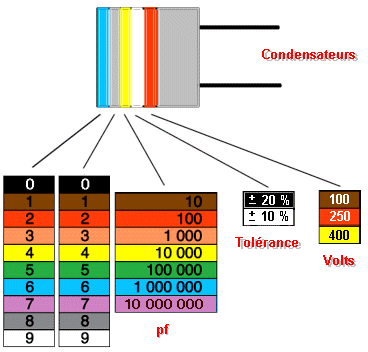 Condensateurs
0 0
1 1 10 ± 20 % 100
2 2 100 ± 10 % 250
3 3 1 000 400
4 4 10 000 Tolérance
5 5 100 000 Volts
6 6 1 000 000
7 7 10 000 000
8 8
9 9
pf